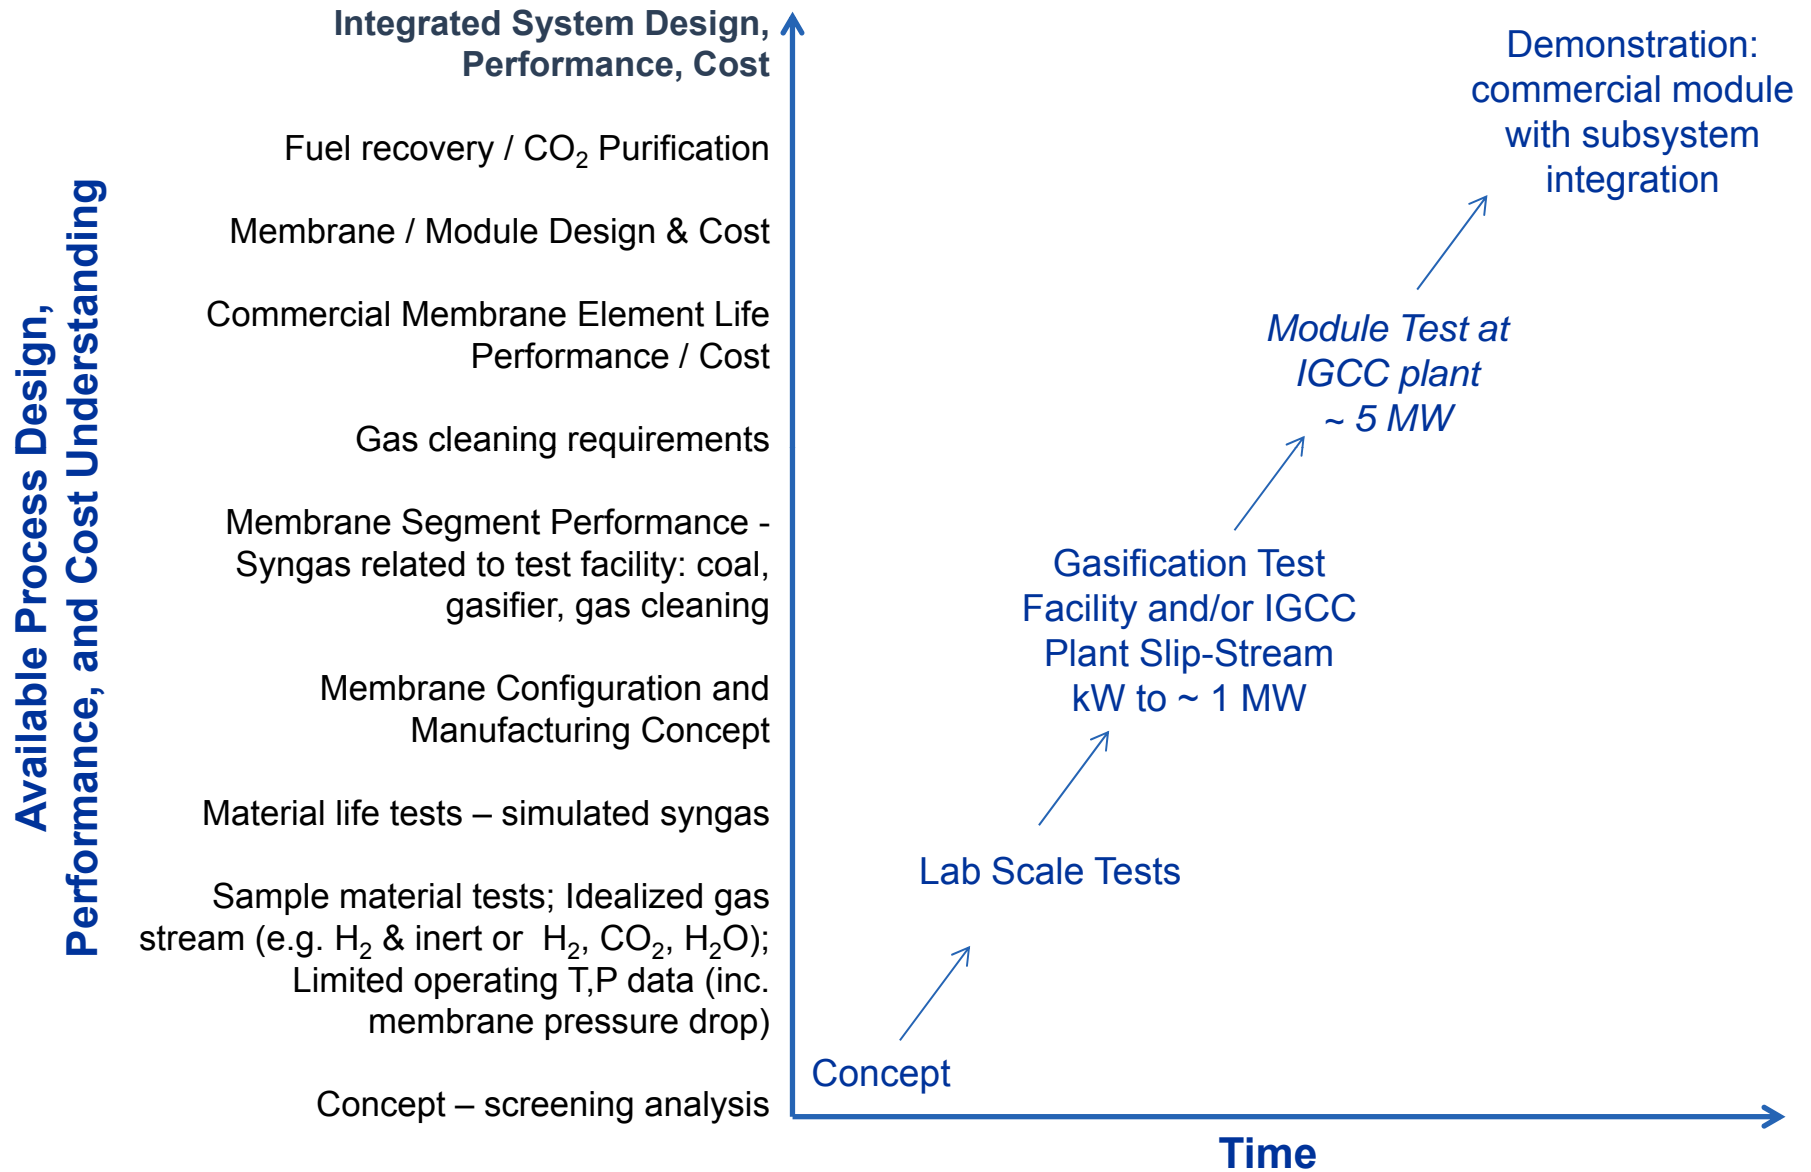 Available Process Design,
Performance, and Cost Understanding
Integrated System Design,
Performance, Cost
Fuel recovery / CO₂ Purification
Membrane / Module Design & Cost
Commercial Membrane Element Life
Performance / Cost
Gas cleaning requirements
Membrane Segment Performance -
Syngas related to test facility: coal,
gasifier, gas cleaning
Membrane Configuration and
Manufacturing Concept
Material life tests – simulated syngas
Sample material tests; Idealized gas
stream (e.g. H₂ & inert or H₂, CO₂, H₂O);
Limited operating T,P data (inc.
membrane pressure drop)
Concept – screening analysis
Demonstration:
commercial module
with subsystem
integration
Module Test at
IGCC plant
~ 5 MW
Gasification Test
Facility and/or IGCC
Plant Slip-Stream
kW to ~ 1 MW
Lab Scale Tests
Concept
Time